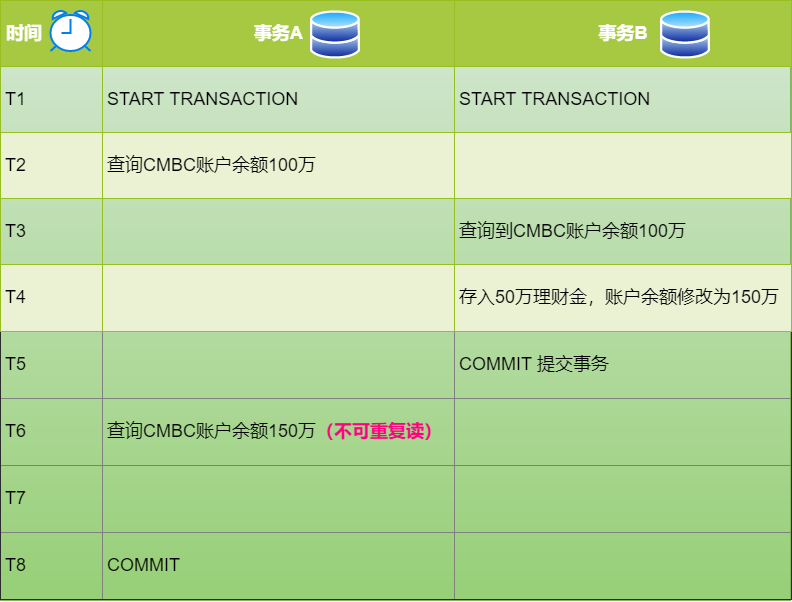 时间 事务A 事务B
T1 START TRANSACTION START TRANSACTION
T2 查询CMBC账户余额100万
T3 查询到CMBC账户余额100万
T4 存入50万理财金，账户余额修改为150万
T5 COMMIT 提交事务
T6 查询CMBC账户余额150万（不可重复读）
T7
T8 COMMIT